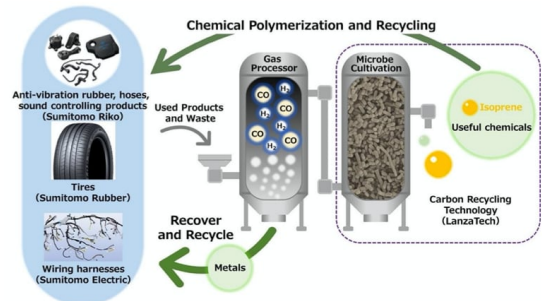 Chemical Polymerization and Recycling
Anti-vibration rubber, hoses,
sound controlling products
(Sumitomo Riko)
Tires
(Sumitomo Rubber)
Wiring harnesses
(Sumitomo Electric)
Used Products
and Waste
Gas
Processor
CO
H₂
CO
H₂
CO
H₂
CO
H₂
Microbe
Cultivation
Isoprene
Useful chemicals
Carbon Recycling
Technology
(LanzaTech)
Recover
and Recycle
Metals